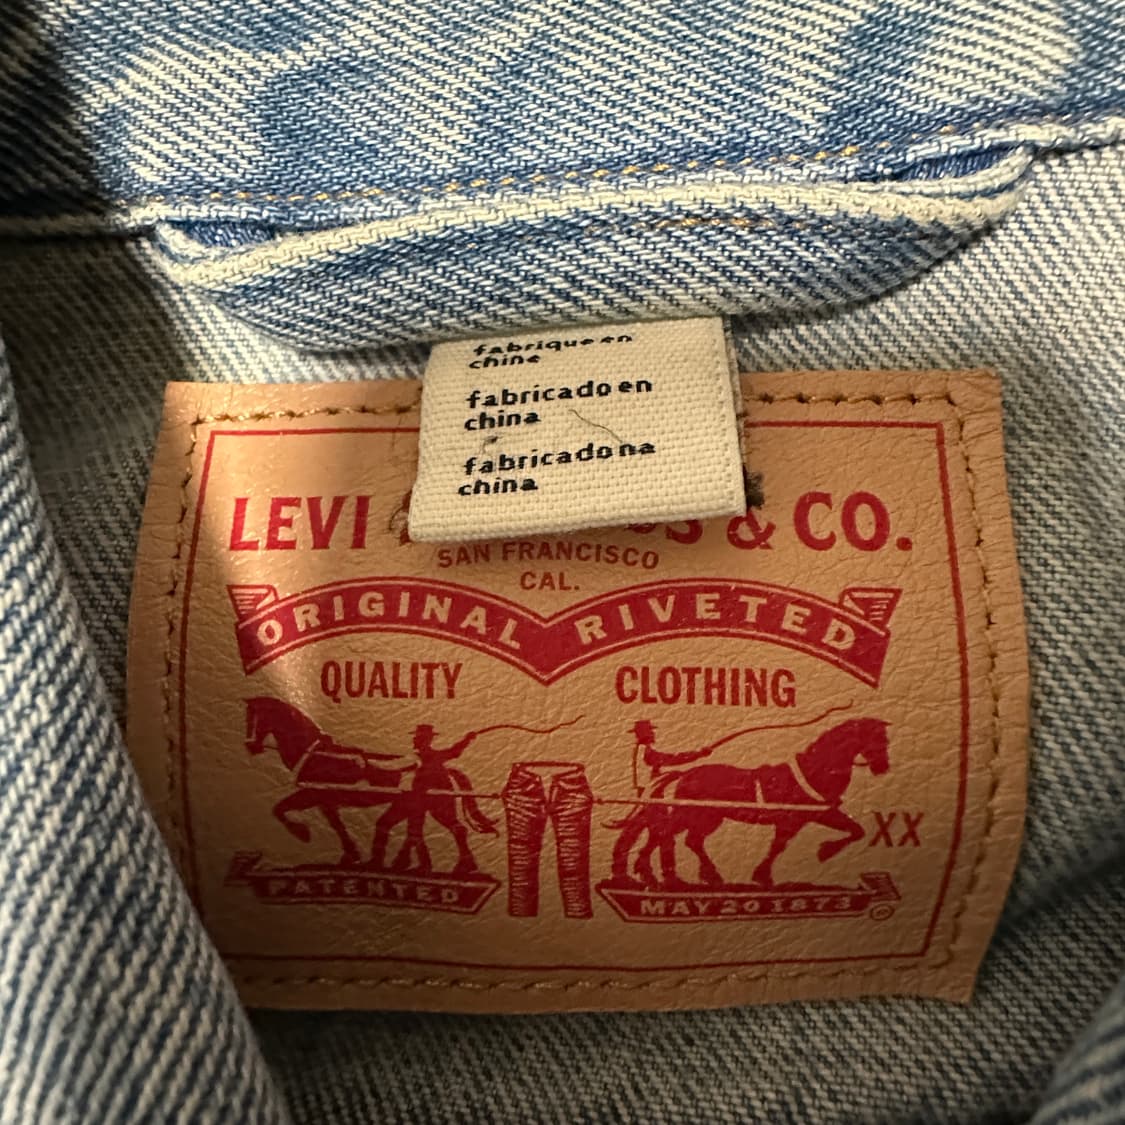 fabrique en
chine
fabricado en
china
fabricado na
china
LEVI S & CO.
SAN FRANCISCO
CAL.
ORIGINAL RIVETED
QUALITY CLOTHING
XX
PATENTED MAY 20 1873 ©